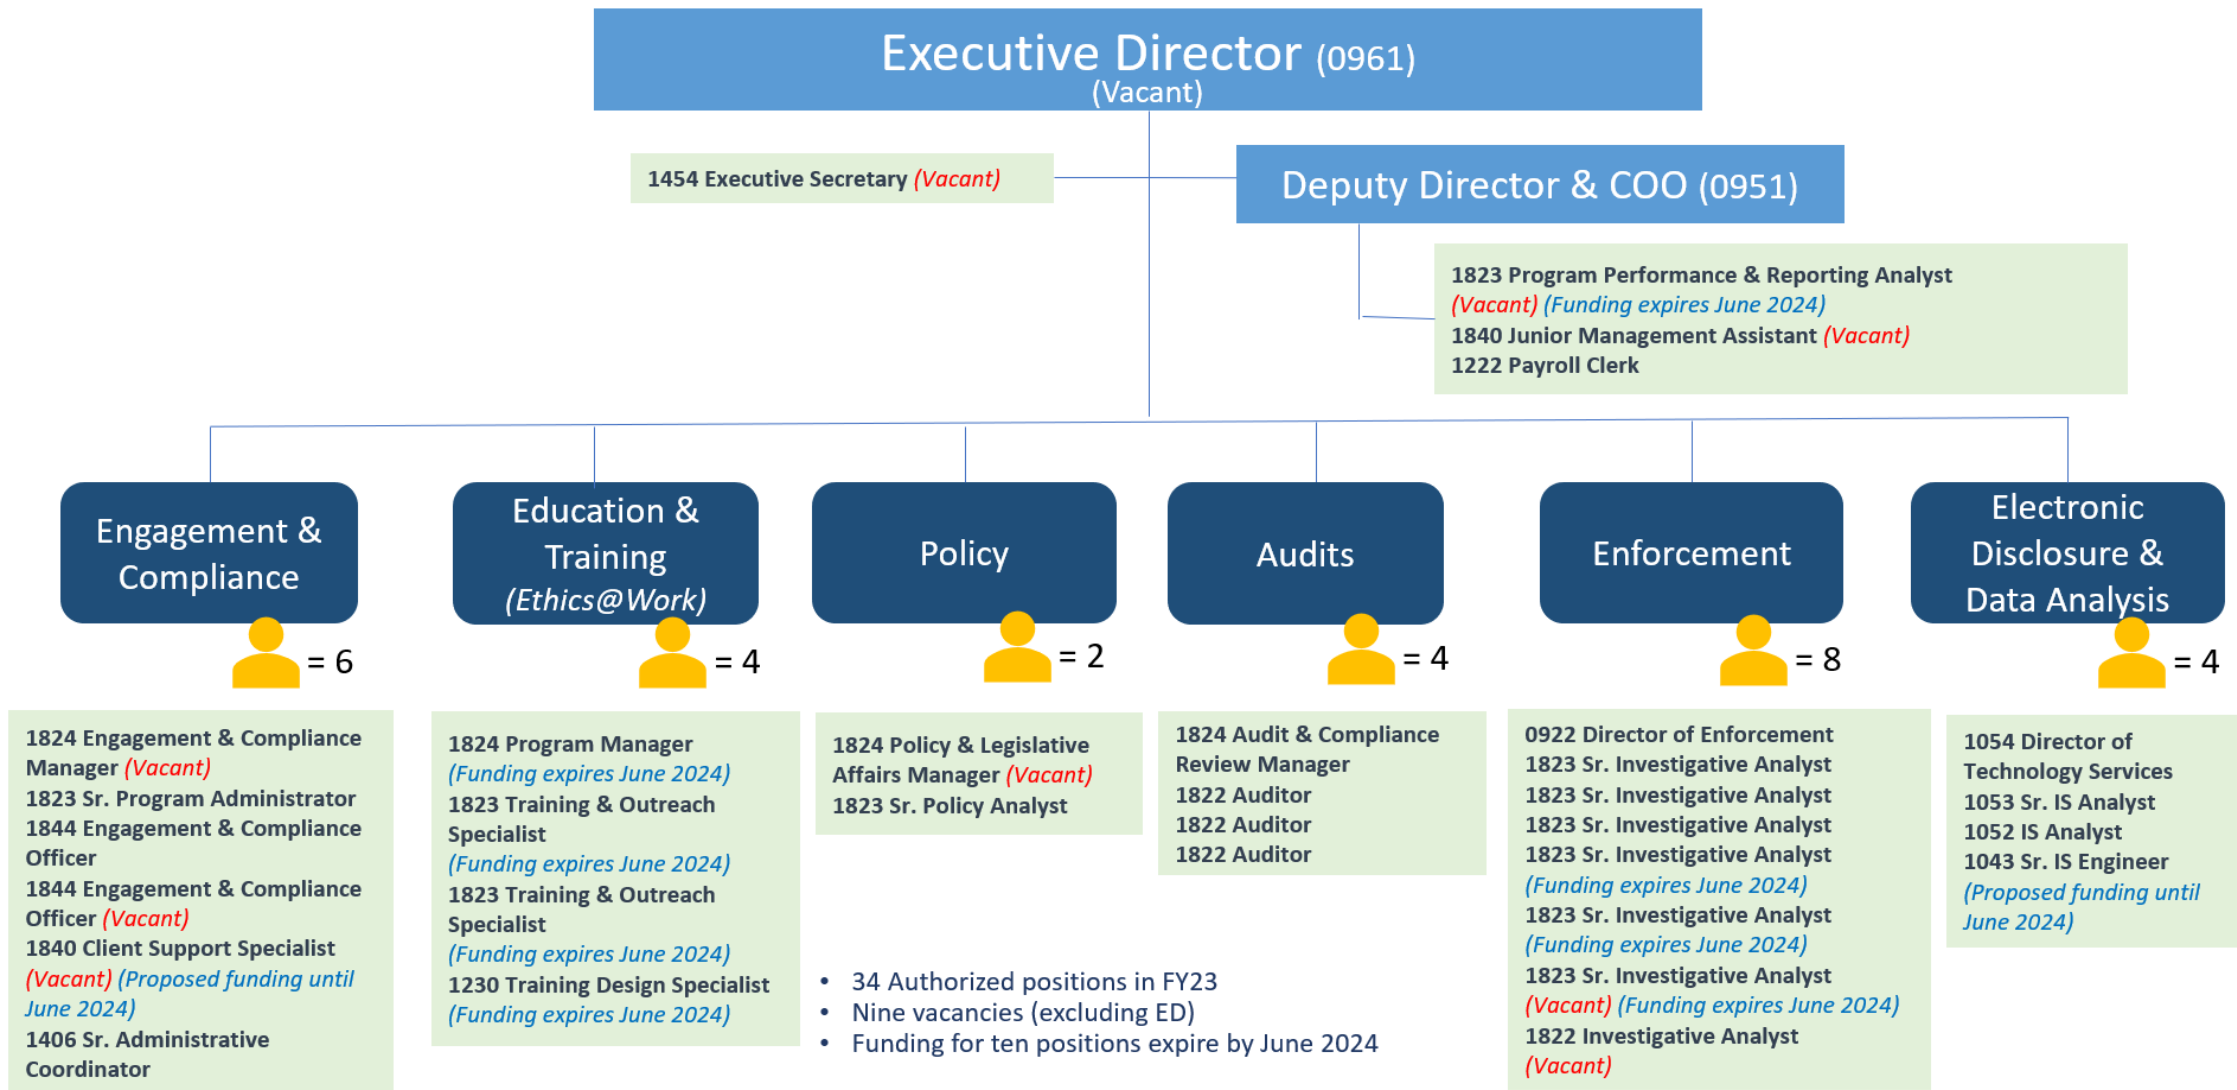 Executive Director (0961)
(Vacant)
1454 Executive Secretary (Vacant)
Deputy Director & COO (0951)
1823 Program Performance & Reporting Analyst
(Vacant) (Funding expires June 2024)
1840 Junior Management Assistant (Vacant)
1222 Payroll Clerk
Engagement &
Compliance
= 6
1824 Engagement & Compliance
Manager (Vacant)
1823 Sr. Program Administrator
1844 Engagement & Compliance
Officer
1844 Engagement & Compliance
Officer (Vacant)
1840 Client Support Specialist
(Vacant) (Proposed funding until
June 2024)
1406 Sr. Administrative
Coordinator
Education &
Training
(Ethics@Work)
= 4
1824 Program Manager
(Funding expires June 2024)
1823 Training & Outreach
Specialist
(Funding expires June 2024)
1823 Training & Outreach
Specialist
(Funding expires June 2024)
1230 Training Design Specialist
(Funding expires June 2024)
Policy
= 2
1824 Policy & Legislative
Affairs Manager (Vacant)
1823 Sr. Policy Analyst
Audits
= 4
1824 Audit & Compliance
Review Manager
1822 Auditor
1822 Auditor
1822 Auditor
Enforcement
= 8
0922 Director of Enforcement
1823 Sr. Investigative Analyst
1823 Sr. Investigative Analyst
1823 Sr. Investigative Analyst
1823 Sr. Investigative Analyst
(Funding expires June 2024)
1823 Sr. Investigative Analyst
(Funding expires June 2024)
1823 Sr. Investigative Analyst
(Vacant) (Funding expires June 2024)
1822 Investigative Analyst
(Vacant)
Electronic
Disclosure &
Data Analysis
= 4
1054 Director of
Technology Services
1053 Sr. IS Analyst
1052 IS Analyst
1043 Sr. IS Engineer
(Proposed funding until
June 2024)
• 34 Authorized positions in FY23
• Nine vacancies (excluding ED)
• Funding for ten positions expire by June 2024